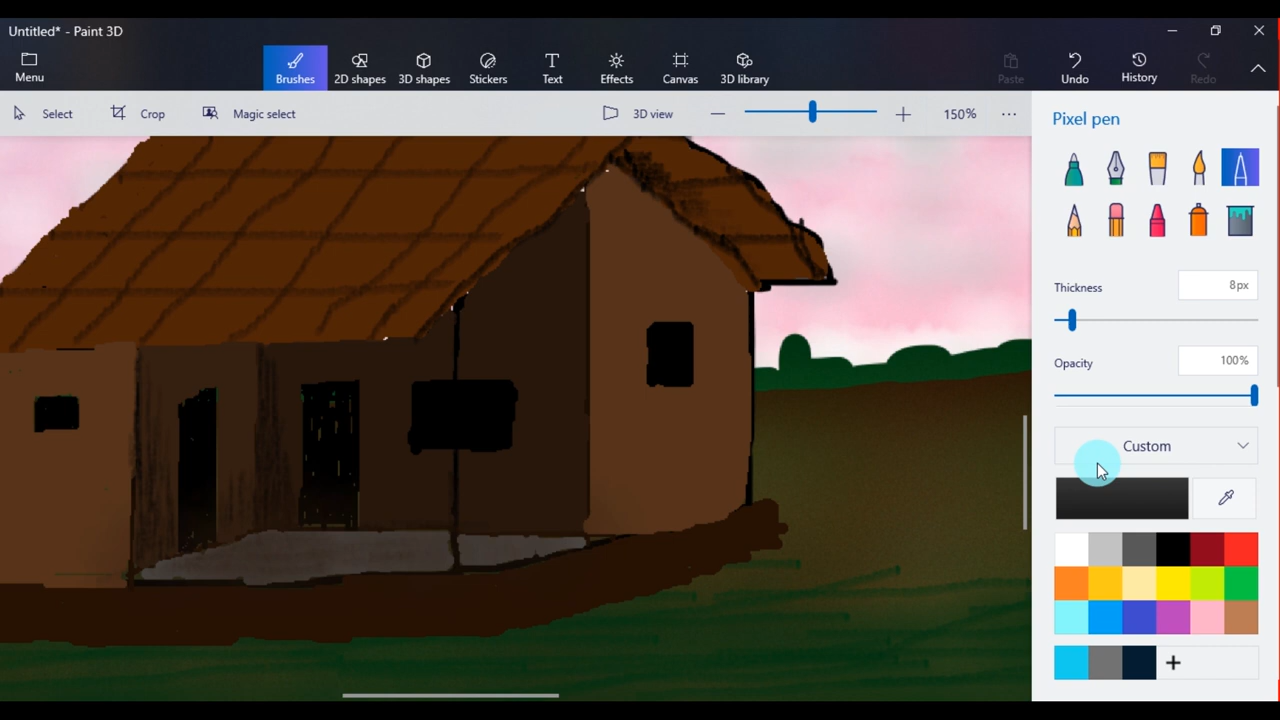 Untitled* - Paint 3D
Menu
Brushes
2D shapes
3D shapes
Stickers
Text
Effects
Canvas
3D library
Paste
Undo
History
Redo
Select
Crop
Magic select
3D view
150%
Pixel pen
Thickness
8px
Opacity
100%
Custom